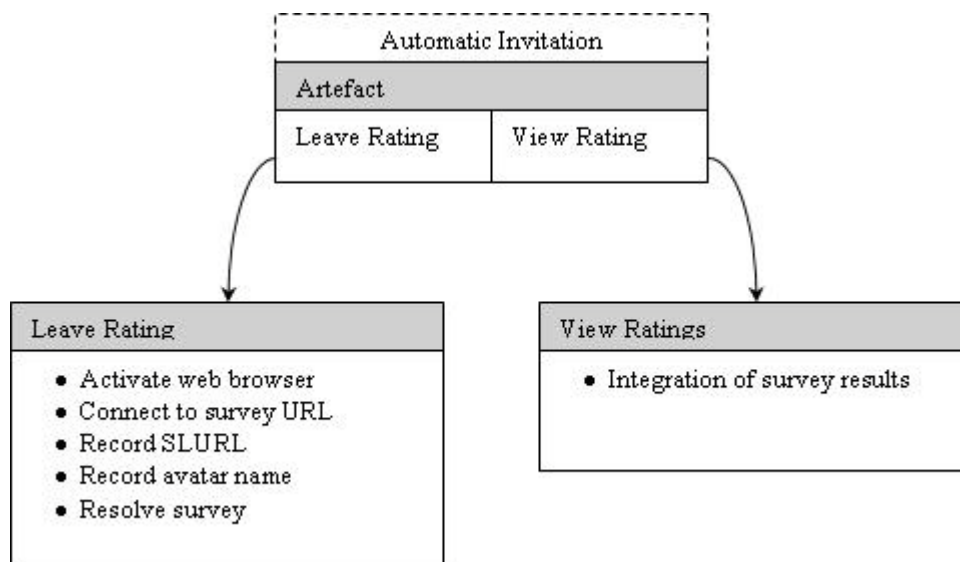 Automatic Invitation
Artefact
Leave Rating
View Rating
Leave Rating
● Activate web browser
● Connect to survey URL
● Record SLURL
● Record avatar name
● Resolve survey
View Ratings
● Integration of survey results